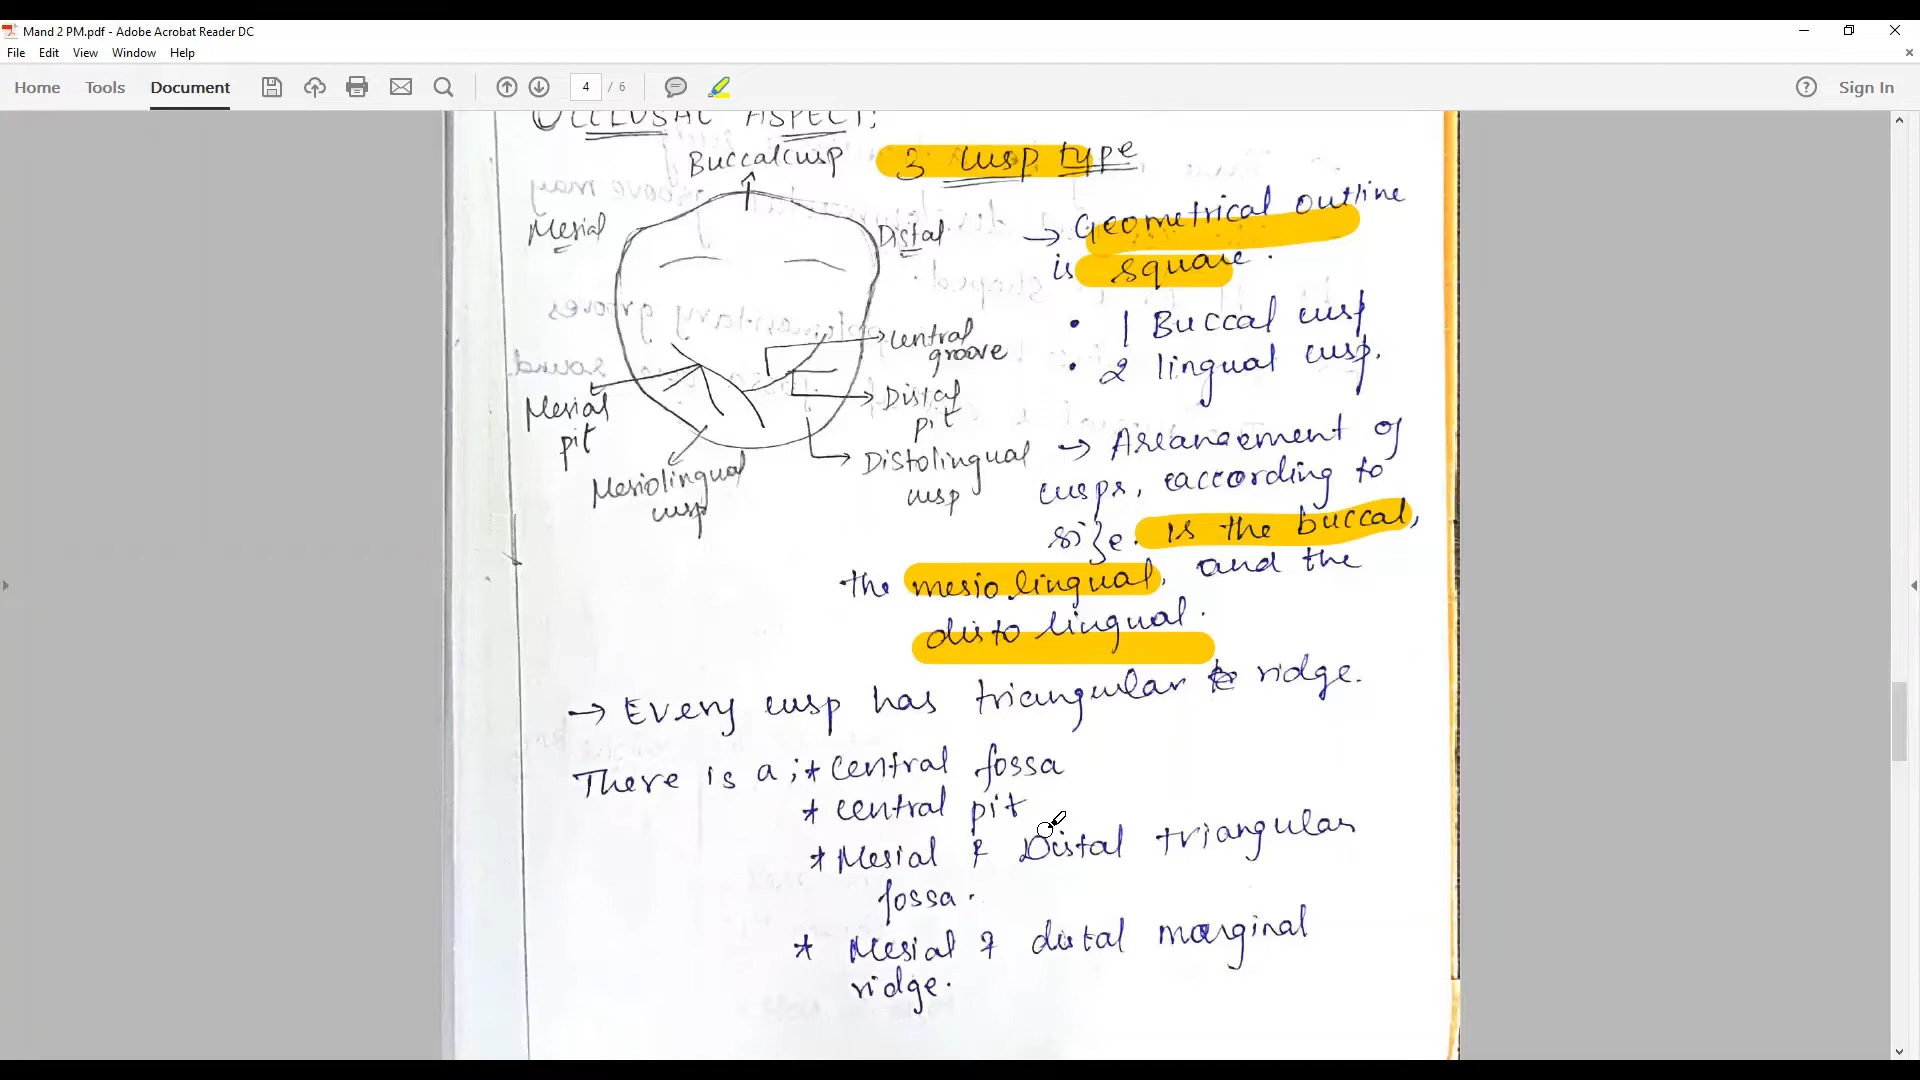 Mand 2 PM.pdf - Adobe Acrobat Reader DC
File Edit View Window Help
Home Tools Document 4 / 6 Sign In
OCCLUSAL ASPECT;
Buccal cusp
3 cusp type
Mesial
Distal
→ Geometrical outline
is square.
• 1 Buccal cusp
• 2 lingual cusp.
central
groove
Mesial
pit
Distal
pit
Mesiolingual
cusp
Distolingual
cusp
→ Arrangement of
cusps, according to
size. is the buccal,
the mesiolingual, and the
disto lingual.
→ Every cusp has triangular ridge.
There is a ; * central fossa
* central pit
* Mesial & Distal triangular
fossa.
* Mesial & distal marginal
ridge.